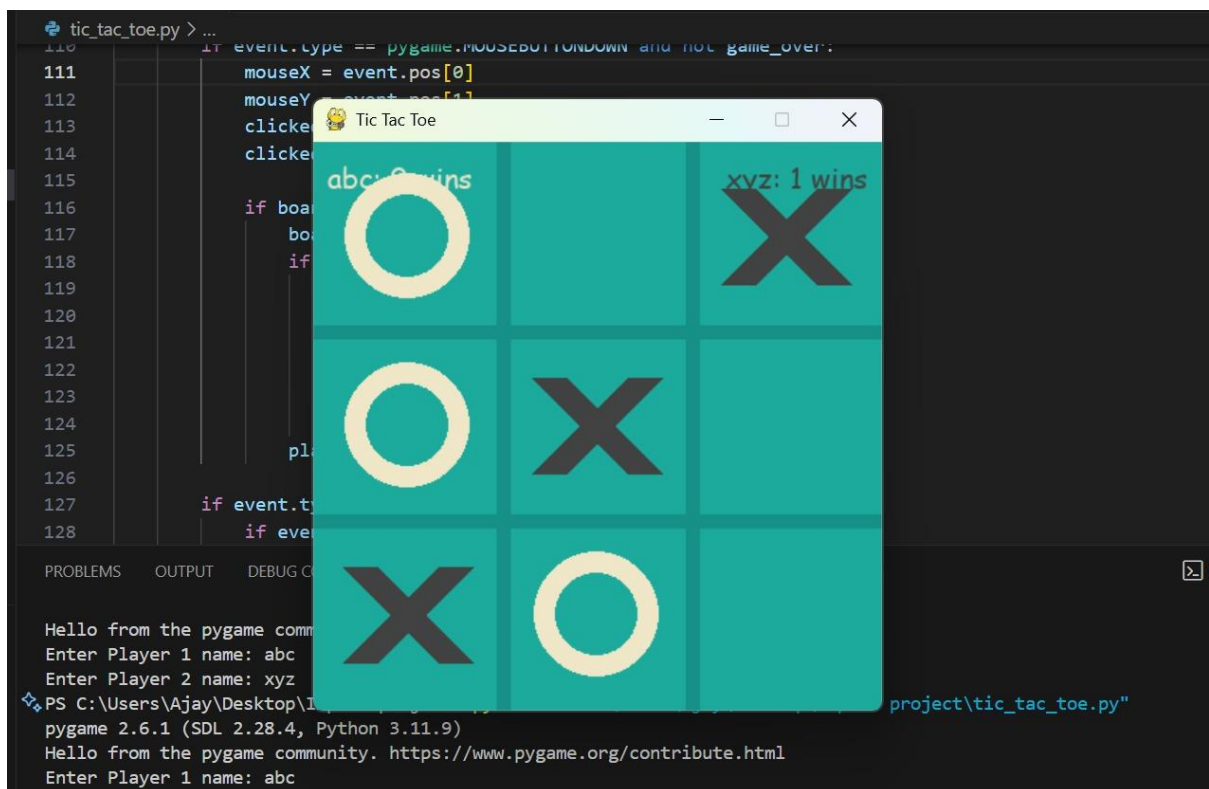 tic_tac_toe.py > ...
110 if event.type == pygame.MOUSEBUTTONDOWN and not game_over:
111 mouseX = event.pos[0]
112 mouseY = event.pos[1]
113 clicke
114 clicke
115
116 if boa
117 bo
118 if
119
120
121
122
123
124
125 pl
126
127 if event.t
128 if eve
Tic Tac Toe
abc: wins
xyz: 1 wins
PROBLEMS OUTPUT DEBUG C
Hello from the pygame comm
Enter Player 1 name: abc
Enter Player 2 name: xyz
PS C:\Users\Ajay\Desktop\I project\tic_tac_toe.py"
pygame 2.6.1 (SDL 2.28.4, Python 3.11.9)
Hello from the pygame community. https://www.pygame.org/contribute.html
Enter Player 1 name: abc